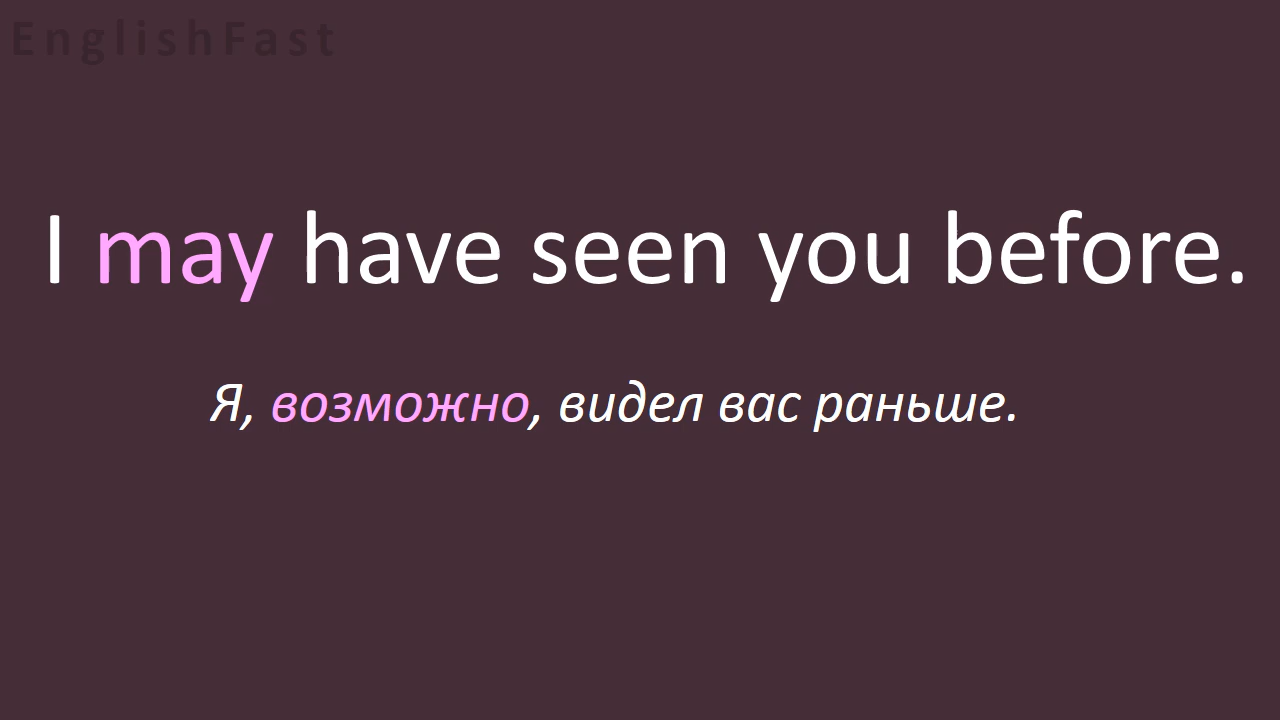 EnglishFast
I may have seen you before.
Я, возможно, видел вас раньше.